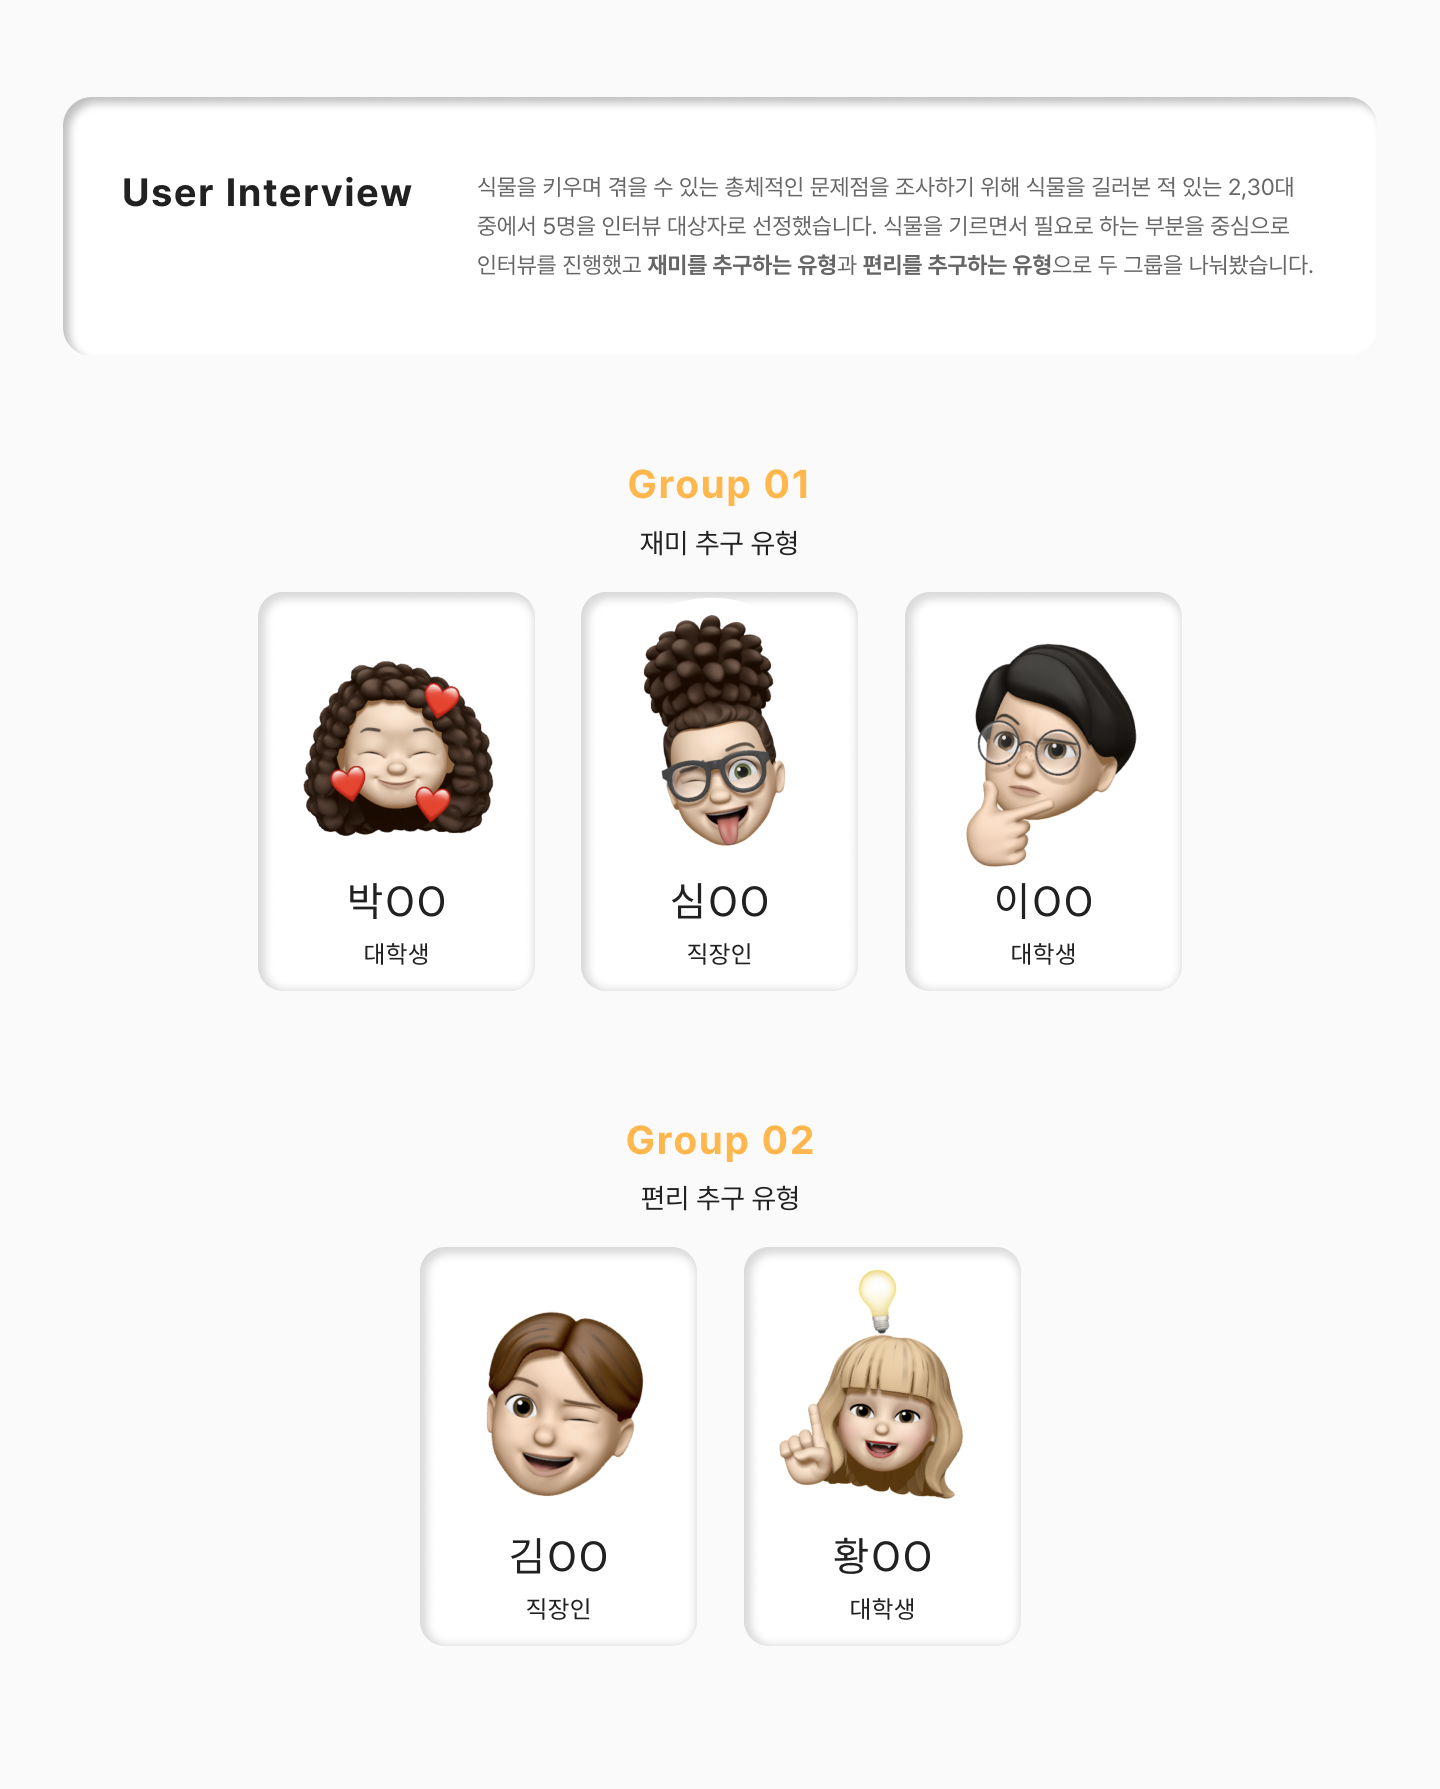 User Interview
식물을 키우며 겪을 수 있는 총체적인 문제점을 조사하기 위해 식물을 길러본 적 있는 2,30대
중에서 5명을 인터뷰 대상자로 선정했습니다. 식물을 기르면서 필요로 하는 부분을 중심으로
인터뷰를 진행했고 재미를 추구하는 유형과 편리를 추구하는 유형으로 두 그룹을 나눠봤습니다.
Group 01
재미 추구 유형
박OO
대학생
심OO
직장인
이OO
대학생
Group 02
편리 추구 유형
김OO
직장인
황OO
대학생